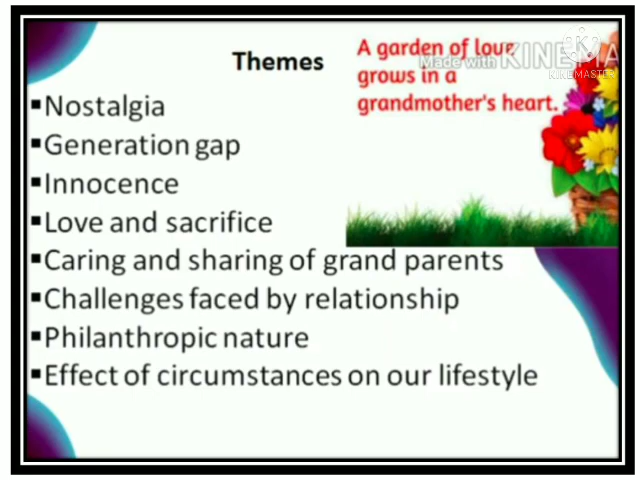 Themes
A garden of love
grows in a
grandmother's heart.
Made with KINEMA
KINEMASTER
▪Nostalgia
▪Generation gap
▪Innocence
▪Love and sacrifice
▪Caring and sharing of grand parents
▪Challenges faced by relationship
▪Philanthropic nature
▪Effect of circumstances on our lifestyle